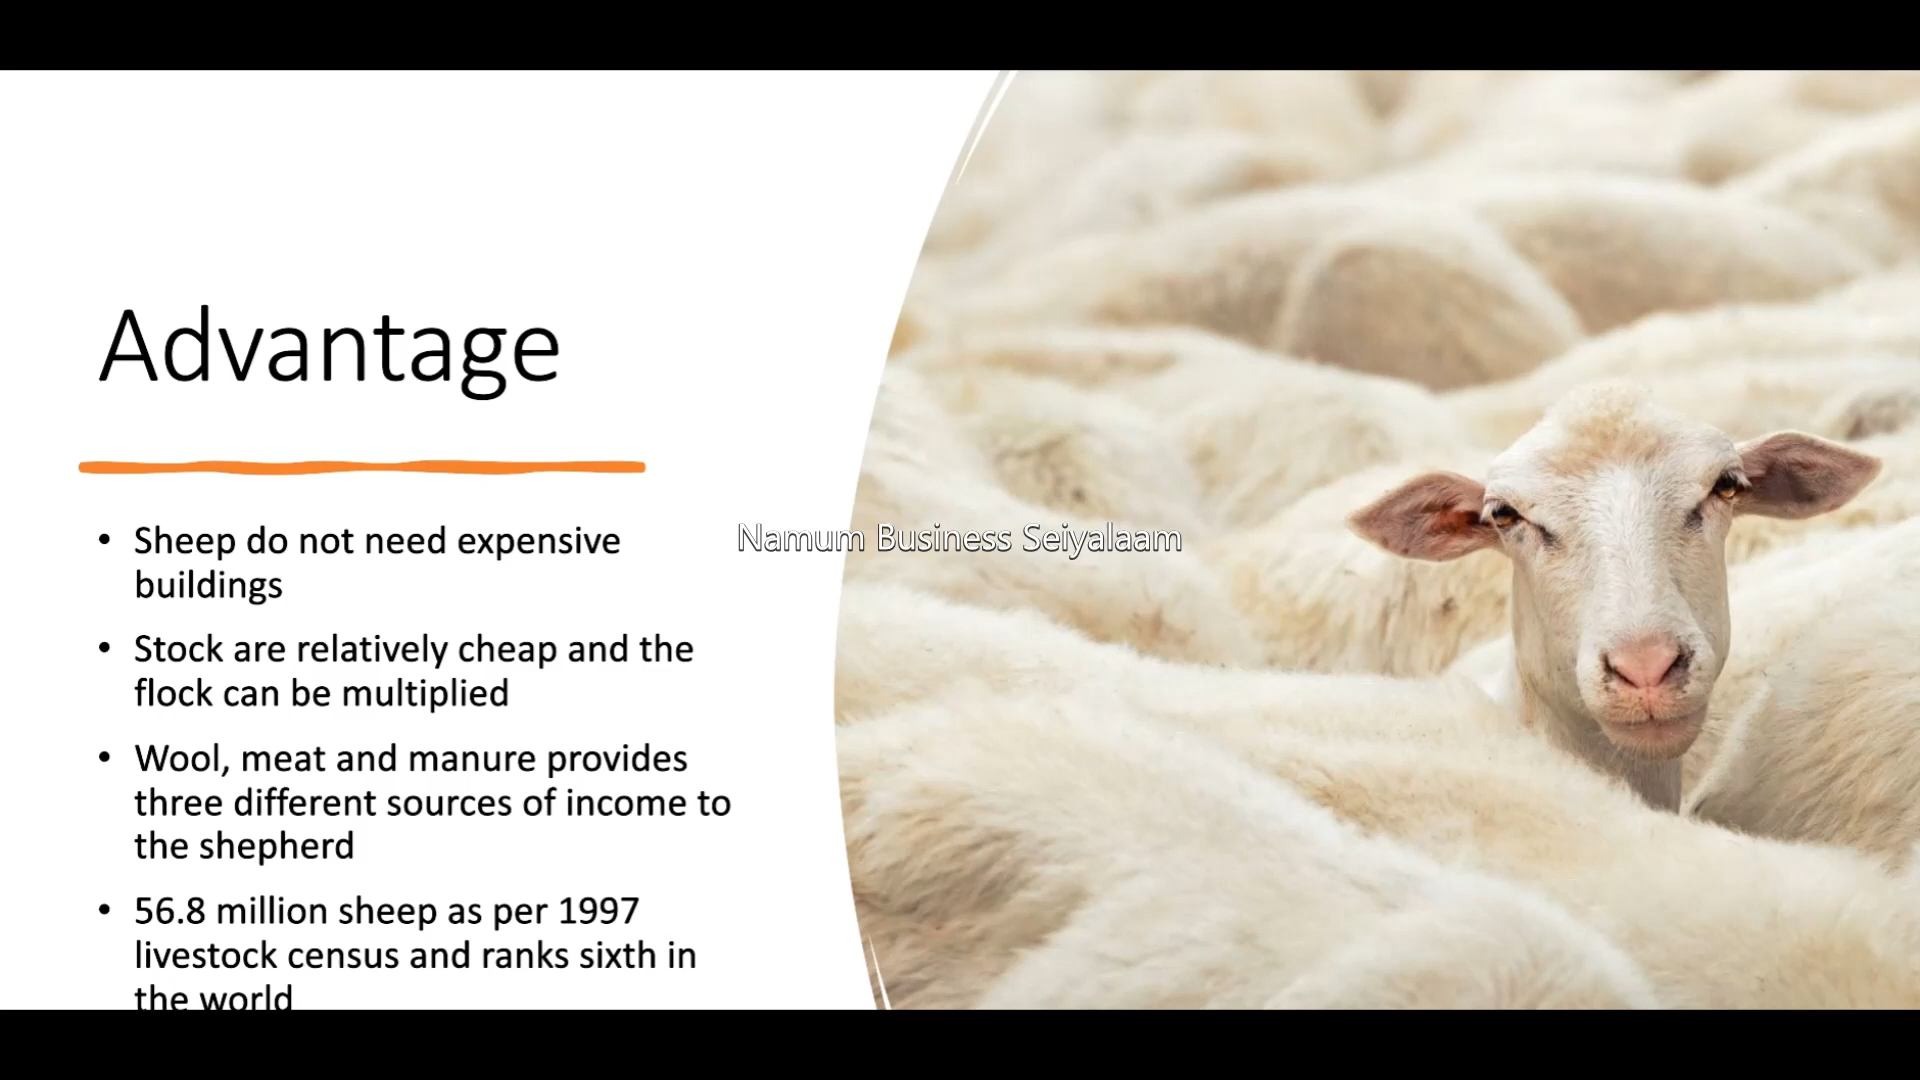 Advantage
• Sheep do not need expensive
buildings
• Stock are relatively cheap and the
flock can be multiplied
• Wool, meat and manure provides
three different sources of income to
the shepherd
• 56.8 million sheep as per 1997
livestock census and ranks sixth in
the world
Namum Business Seiyalaam